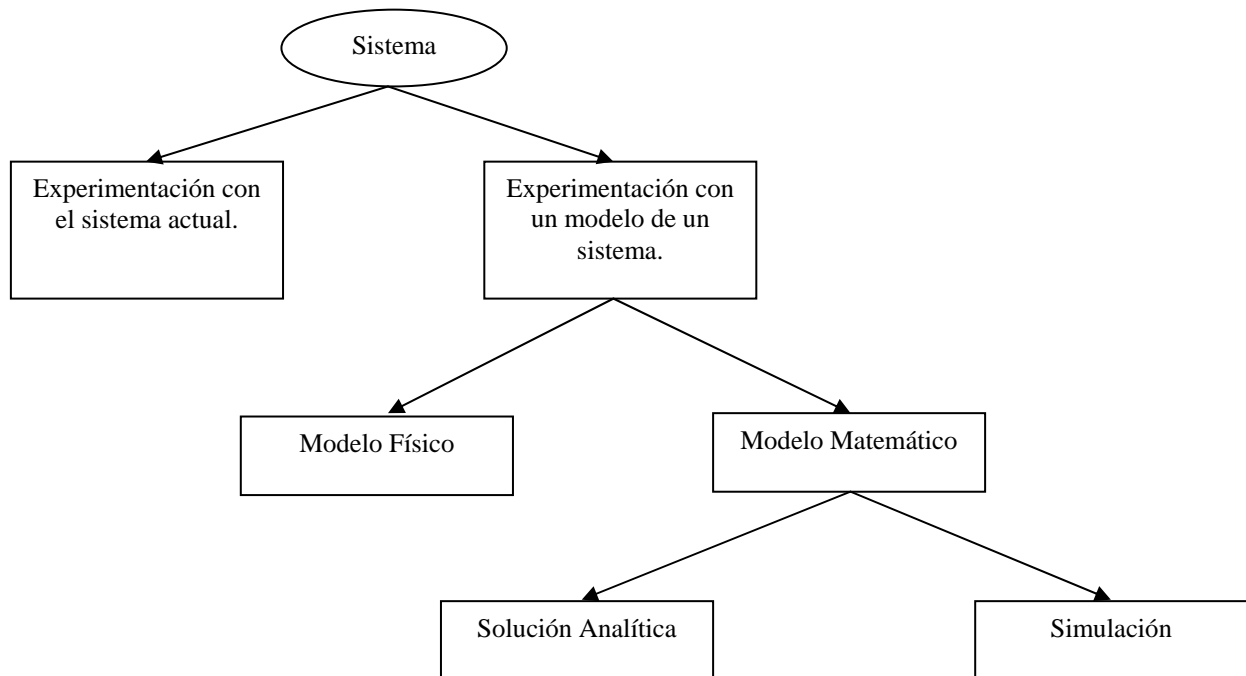 Sistema
Experimentación con
el sistema actual.
Experimentación con
un modelo de un
sistema.
Modelo Físico
Modelo Matemático
Solución Analítica
Simulación